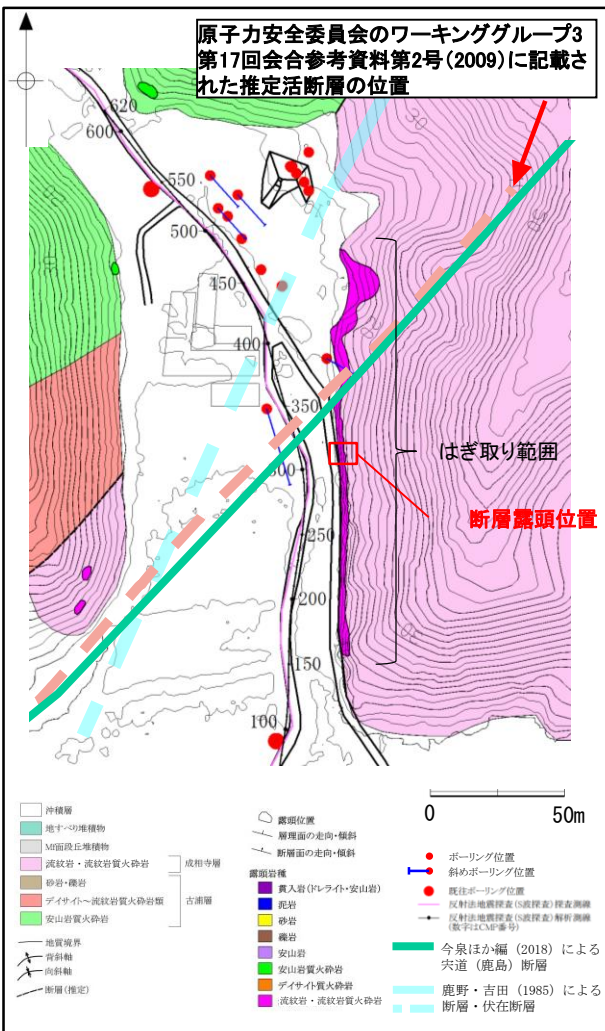 原子力安全委員会のワーキンググループ3
第17回会合参考資料第2号(2009)に記載さ
れた推定活断層の位置
620
600
550
500
450
400
350
300
250
200
150
100
30
はぎ取り範囲
断層露頭位置
0 50m
沖積層
地すべり堆積物
MI面段丘堆積物
流紋岩・流紋岩質火砕岩
成相寺層
砂岩・礫岩
デイサイト~流紋岩質火砕岩類
古浦層
安山岩質火砕岩
地質境界
背斜軸
向斜軸
断層(推定)
露頭位置
層理面の走向・傾斜
断層面の走向・傾斜
露頭岩種
貫入岩(ドレライト・安山岩)
泥岩
砂岩
礫岩
安山岩
安山岩質火砕岩
デイサイト質火砕岩
流紋岩・流紋岩質火砕岩
ボーリング位置
斜めボーリング位置
既往ボーリング位置
反射法地震探査(S波探査)探査測線
反射法地震探査(S波探査)解析測線
(数字はCMP番号)
今泉ほか編(2018)による
宍道(鹿島)断層
鹿野・吉田(1985)による
断層・伏在断層